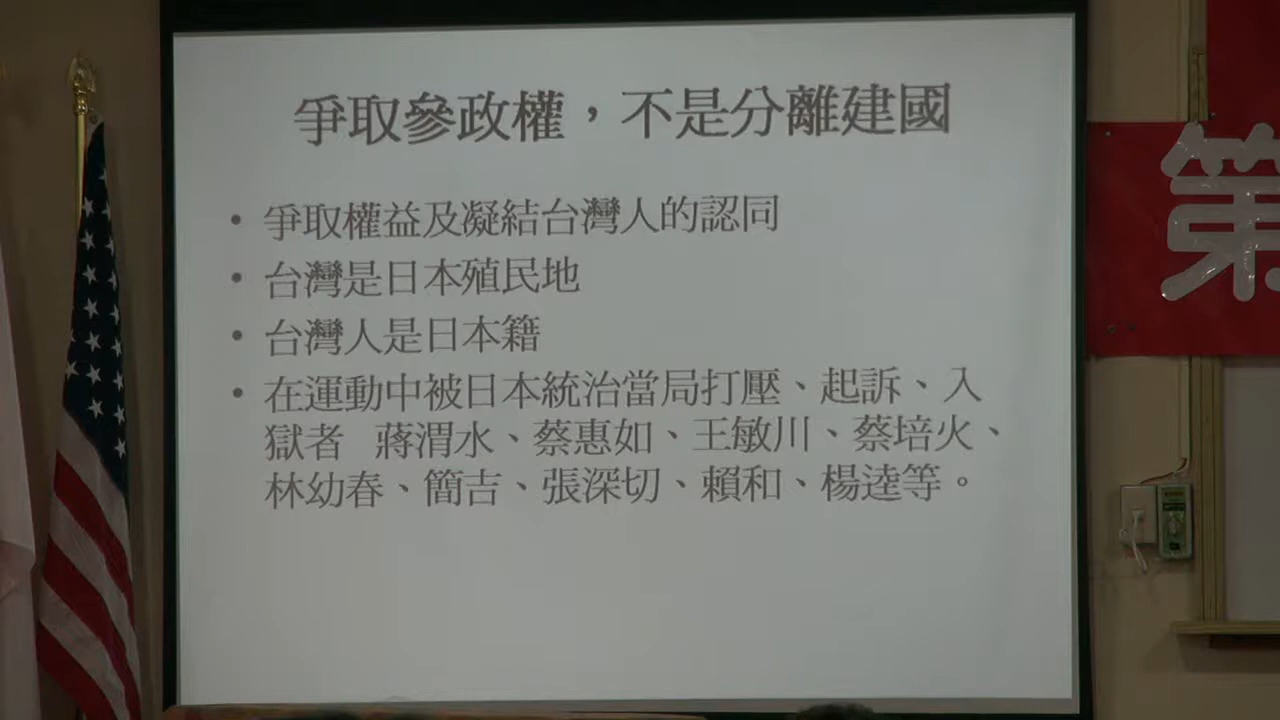 爭取參政權，不是分離建國
• 爭取權益及凝結台灣人的認同
• 台灣是日本殖民地
• 台灣人是日本籍
• 在運動中被日本統治當局打壓、起訴、入
獄者 蔣渭水、蔡惠如、王敏川、蔡培火、
林幼春、簡吉、張深切、賴和、楊逵等。
第